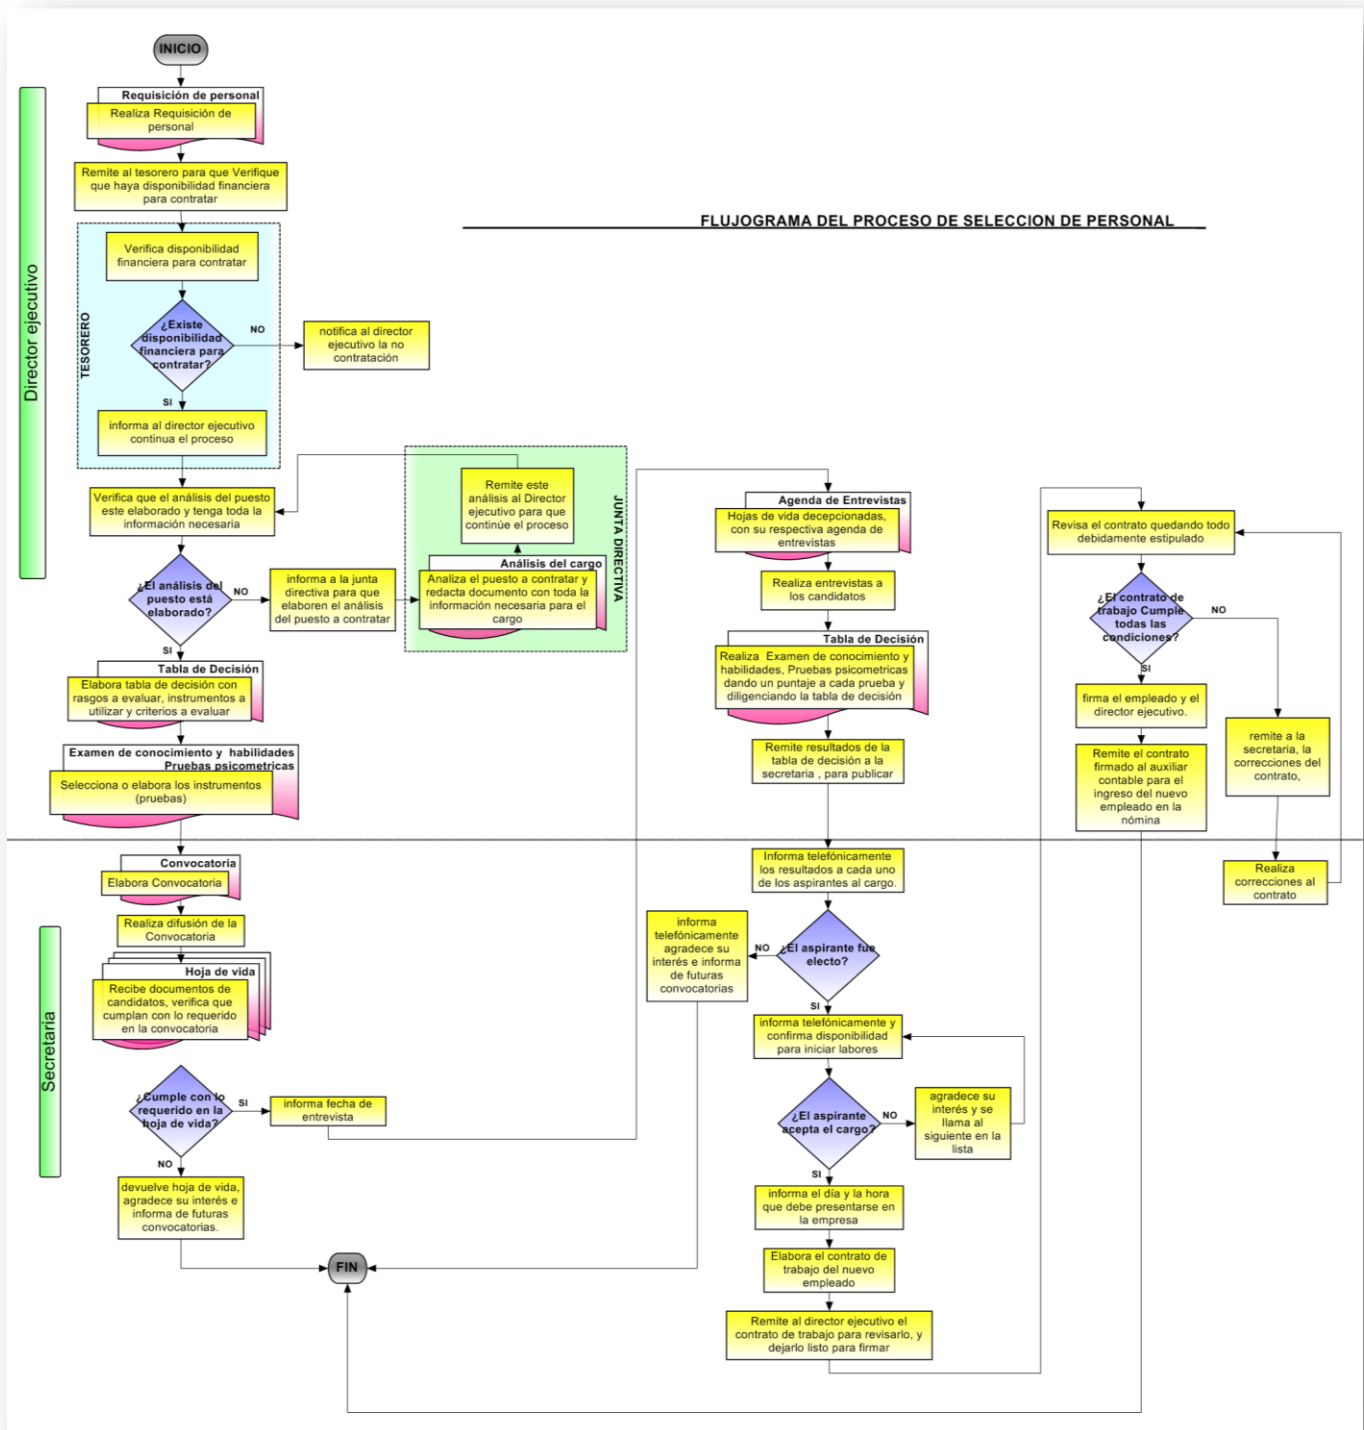 INICIO
Requisición de personal
Realiza Requisición de
personal
Remite al tesorero para que Verifique
que haya disponibilidad financiera
para contratar
FLUJOGRAMA DEL PROCESO DE SELECCION DE PERSONAL
Director ejecutivo
TESORERO
Verifica disponibilidad
financiera para contratar
¿Existe
disponibilidad
financiera para
contratar?
NO
notifica al director
ejecutivo la no
contratación
SI
informa al director ejecutivo
continua el proceso
Verifica que el análisis del puesto
este elaborado y tenga toda la
información necesaria
¿El análisis del
puesto está
elaborado?
NO
informa a la junta
directiva para que
elaboren el análisis
del puesto a contratar
JUNTA DIRECTIVA
Remite este
análisis al Director
ejecutivo para que
continúe el proceso
Análisis del cargo
Analiza el puesto a contratar y
redacta documento con toda la
información necesaria para el
cargo
SI
Tabla de Decisión
Elabora tabla de decisión con
rasgos a evaluar, instrumentos a
utilizar y criterios a evaluar
Examen de conocimiento y habilidades
Pruebas psicometricas
Selecciona o elabora los instrumentos
(pruebas)
Secretaria
Convocatoria
Elabora Convocatoria
Realiza difusión de la
Convocatoria
Hoja de vida
Recibe documentos de
candidatos, verifica que
cumplan con lo requerido
en la convocatoria
¿Cumple con lo
requerido en la
hoja de vida?
SI
informa fecha de
entrevista
NO
devuelve hoja de vida,
agradece su interés e
informa de futuras
convocatorias.
FIN
Agenda de Entrevistas
Hojas de vida decepcionadas,
con su respectiva agenda de
entrevistas
Realiza entrevistas a
los candidatos
Tabla de Decisión
Realiza Examen de conocimiento y
habilidades, Pruebas psicometricas
dando un puntaje a cada prueba y
diligenciando la tabla de decisión
Remite resultados de la
tabla de decisión a la
secretaria , para publicar
Informa telefónicamente
los resultados a cada uno
de los aspirantes al cargo.
¿El aspirante fue
electo?
NO
informa
telefónicamente
agradece su
interés e informa
de futuras
convocatorias
SI
informa telefónicamente y
confirma disponibilidad
para iniciar labores
¿El aspirante
acepta el cargo?
NO
agradece su
interés y se
llama al
siguiente en la
lista
SI
informa el día y la hora
que debe presentarse en
la empresa
Elabora el contrato de
trabajo del nuevo
empleado
Remite al director ejecutivo el
contrato de trabajo para revisarlo, y
dejarlo listo para firmar
Revisa el contrato quedando todo
debidamente estipulado
¿El contrato de
trabajo Cumple
todas las
condiciones?
NO
SI
firma el empleado y el
director ejecutivo.
Remite el contrato
firmado al auxiliar
contable para el
ingreso del nuevo
empleado en la
nómina
remite a la
secretaria, la
correcciones del
contrato,
Realiza
correcciones al
contrato